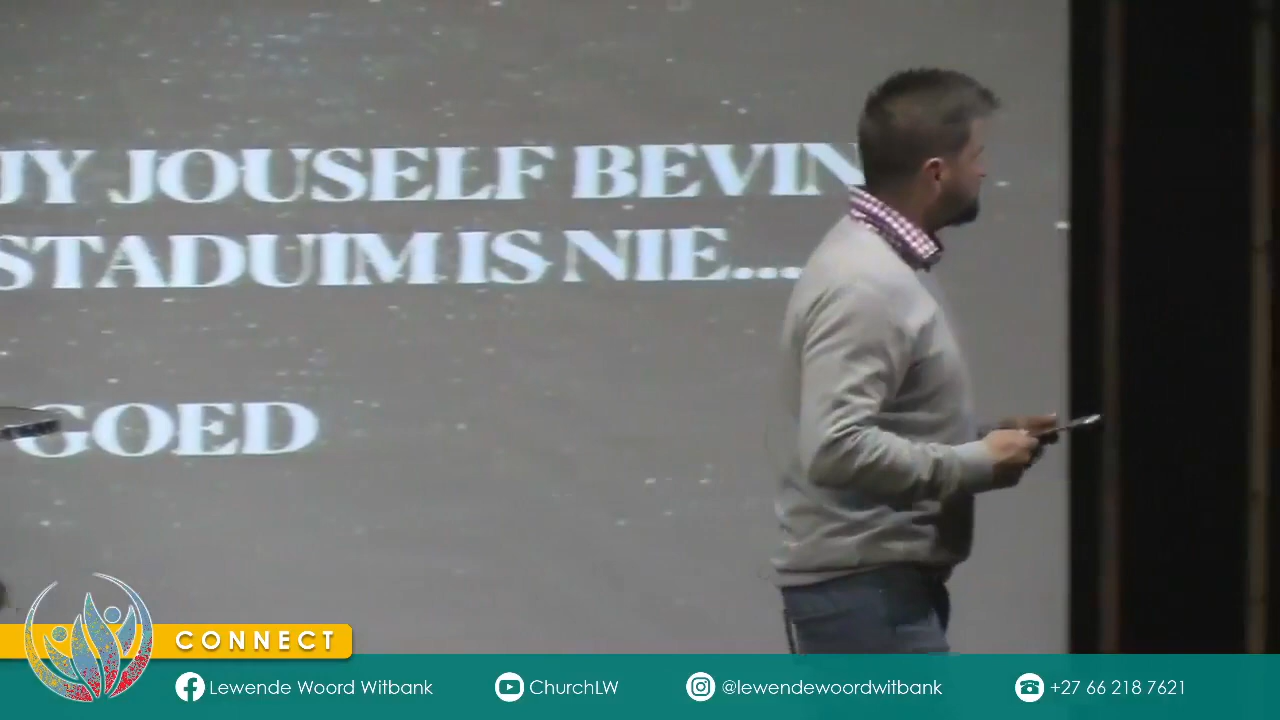 JY JOUSELF BEVIN
STADUIM IS NIE....
GOED
CONNECT
Lewende Woord Witbank
ChurchLW
@lewendewoordwitbank
+27 66 218 7621